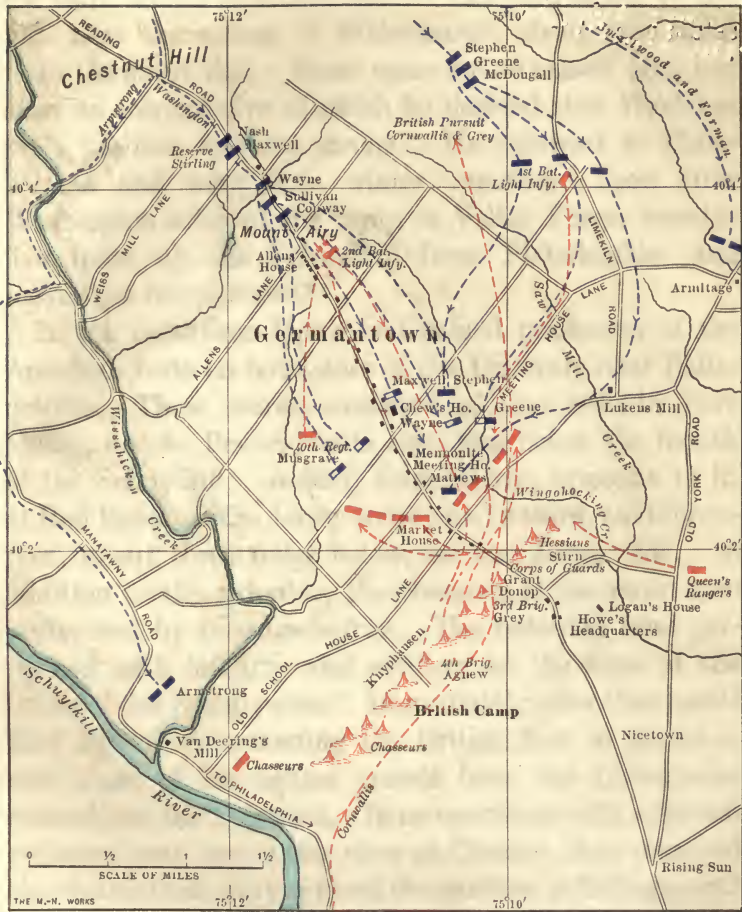 75°12'
75°10'
READING
ROAD
Chestnut Hill
Armstrong
Washington
Stephen
Greene
McDougall
Smallwood and Forman
Nash
Maxwell
Reserve
Stirling
British Pursuit
Cornwallis & Grey
1st Bat.
Light Infy.
40°4'
40°4'
Wayne
Sullivan
Conway
Mount Airy
WEISS MILL LANE
Allens
House
2nd Bat.
Light Infy.
LIMEKILN
ROAD
Armitage
ALLENS LANE
Germantown
Saw
Mill
Creek
MEETING HOUSE LANE
Wissahickon
Creek
Maxwell
Stephen
Chew's Ho.
Wayne
Greene
Lukens Mill
40th Regt.
Musgrave
Mennonite
Meeting Ho.
Mathews
Wingohocking Cr.
OLD YORK ROAD
MANATAWNY
ROAD
Market
House
40°2'
40°2'
Hessians
Stirn
Corps of Guards
Grant
Donop
3rd Brig.
Grey
Queen's
Rangers
Logan's House
Howe's
Headquarters
OLD SCHOOL HOUSE LANE
Knyphausen
4th Brig.
Agnew
Armstrong
British Camp
Schuylkill
River
Van Deering's
Mill
Chasseurs
Chasseurs
Nicetown
TO PHILADELPHIA
Cornwallis
Rising Sun
0 ½ 1 1½
SCALE OF MILES
THE M.-N. WORKS
75°12'
75°10'